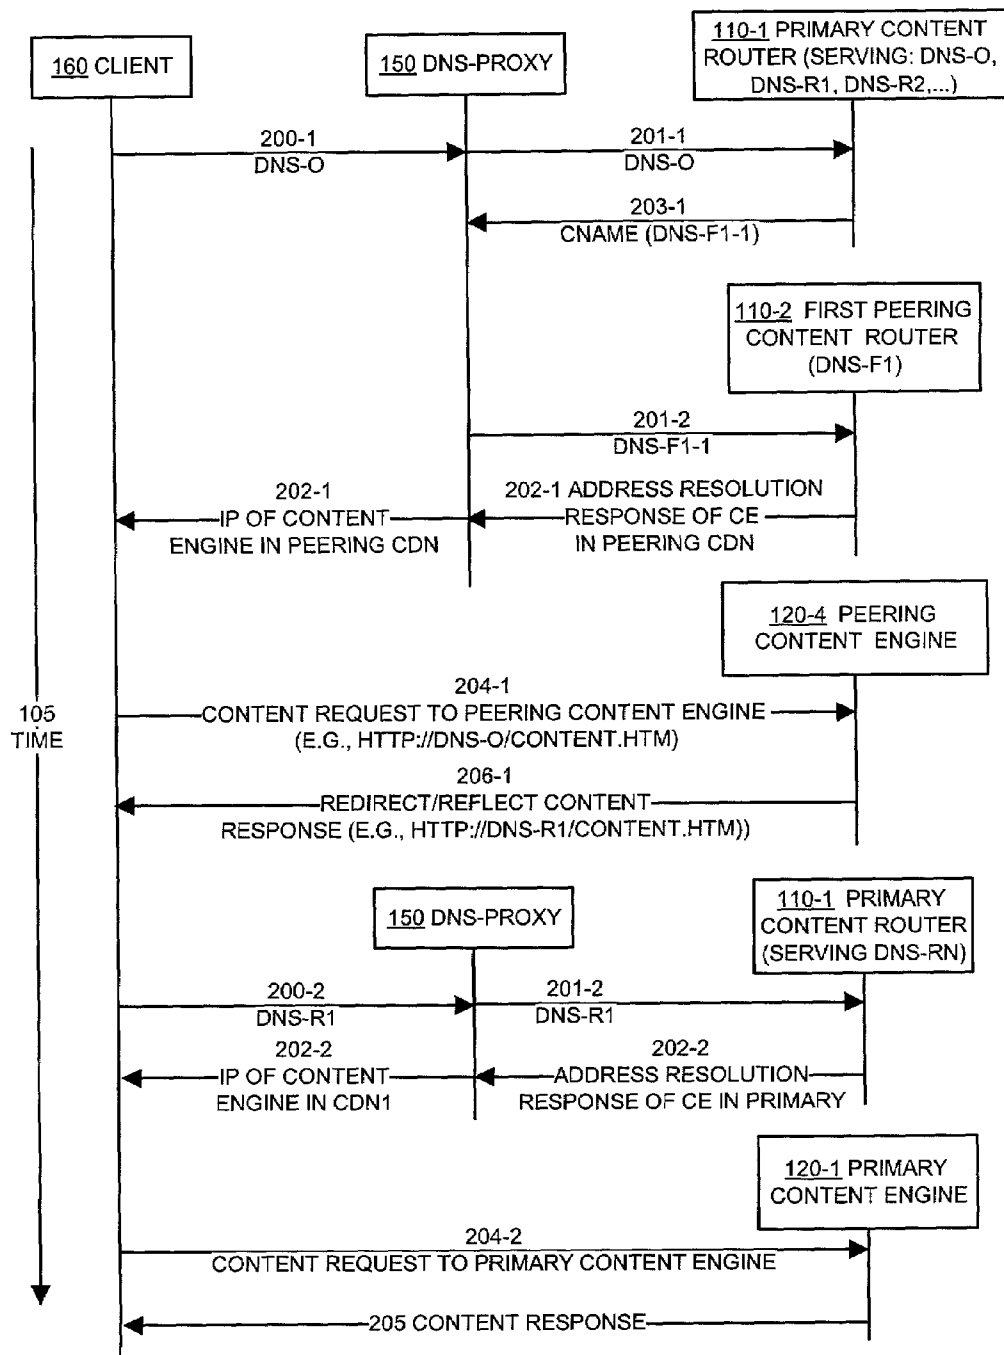 160 CLIENT
150 DNS-PROXY
110-1 PRIMARY CONTENT
ROUTER (SERVING: DNS-O,
DNS-R1, DNS-R2,...)
200-1
DNS-O
201-1
DNS-O
203-1
CNAME (DNS-F1-1)
110-2 FIRST PEERING
CONTENT ROUTER
(DNS-F1)
201-2
DNS-F1-1
202-1
IP OF CONTENT
ENGINE IN PEERING CDN
202-1 ADDRESS RESOLUTION
RESPONSE OF CE
IN PEERING CDN
120-4 PEERING
CONTENT ENGINE
105
TIME
204-1
CONTENT REQUEST TO PEERING CONTENT ENGINE
(E.G., HTTP://DNS-O/CONTENT.HTM)
206-1
REDIRECT/REFLECT CONTENT
RESPONSE (E.G., HTTP://DNS-R1/CONTENT.HTM))
150 DNS-PROXY
110-1 PRIMARY
CONTENT ROUTER
(SERVING DNS-RN)
200-2
DNS-R1
201-2
DNS-R1
202-2
IP OF CONTENT
ENGINE IN CDN1
202-2
ADDRESS RESOLUTION
RESPONSE OF CE IN PRIMARY
120-1 PRIMARY
CONTENT ENGINE
204-2
CONTENT REQUEST TO PRIMARY CONTENT ENGINE
205 CONTENT RESPONSE